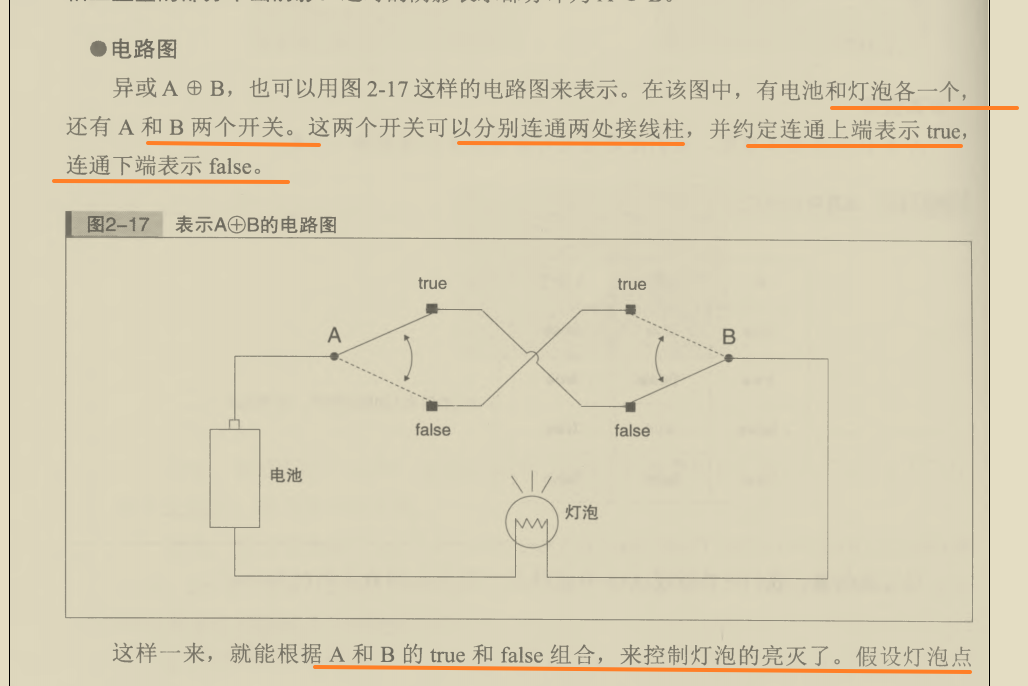 ●电路图
异或 A ⊕ B，也可以用图 2-17 这样的电路图来表示。在该图中，有电池和灯泡各一个，
还有 A 和 B 两个开关。这两个开关可以分别连通两处接线柱，并约定连通上端表示 true，
连通下端表示 false。
图2-17 表示A⊕B的电路图
true true
A B
false false
电池
灯泡
这样一来，就能根据 A 和 B 的 true 和 false 组合，来控制灯泡的亮灭了。假设灯泡点